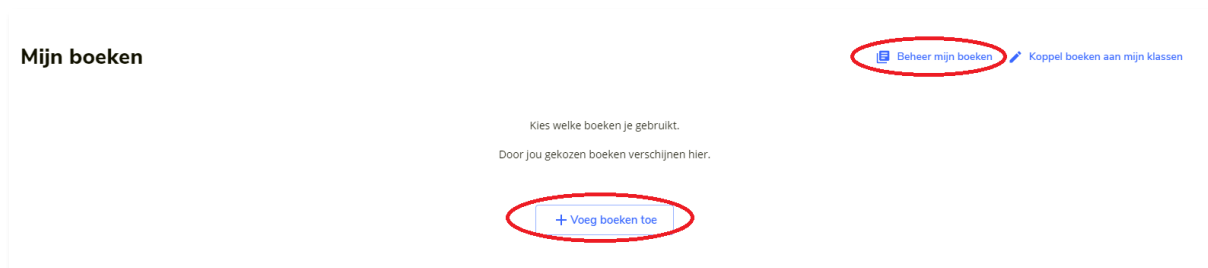 Mijn boeken
Beheer mijn boeken
Koppel boeken aan mijn klassen
Kies welke boeken je gebruikt.
Door jou gekozen boeken verschijnen hier.
+ Voeg boeken toe